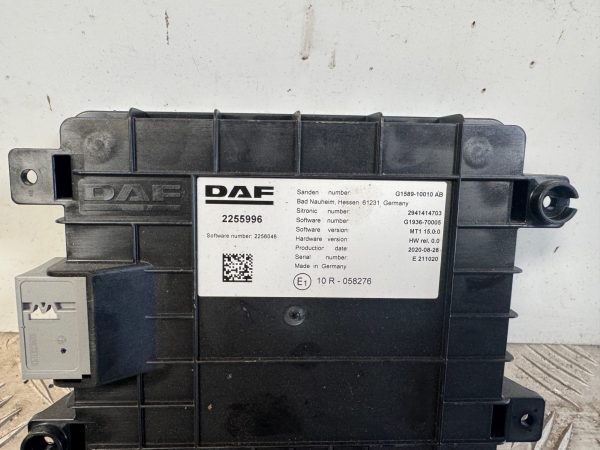 DAF
DAF
2255996
Software number: 2256046
Sanden number: G1589-10010 AB
Bad Nauheim, Hessen 61231 Germany
Sitronic number: 2941414703
Software number: G1936-70005
Software version: MT1 15.0:0
Hardware version: HW rel. 0.0
Production date: 2020-08-26
Serial number: E 211020
Made in Germany
E1 10 R - 058276